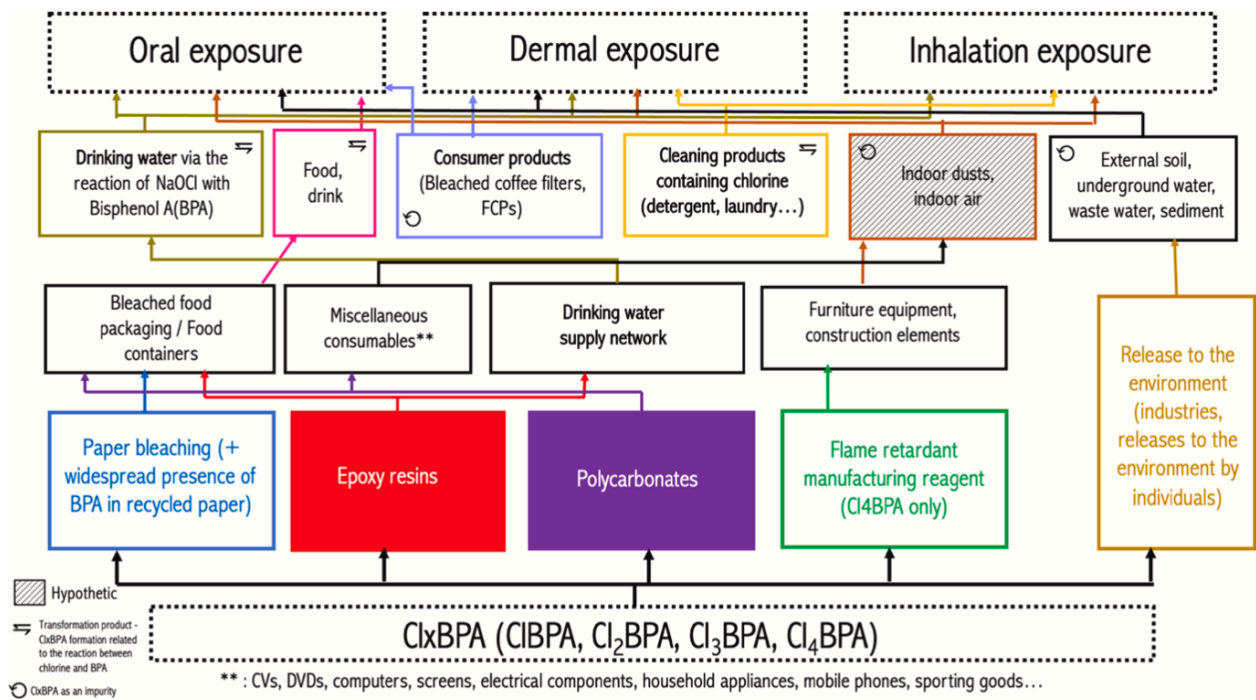 Oral exposure
Dermal exposure
Inhalation exposure
Drinking water via the
reaction of NaOCl with
Bisphenol A(BPA)
Food,
drink
Consumer products
(Bleached coffee filters,
FCPs)
Cleaning products
containing chlorine
(detergent, laundry...)
Indoor dusts,
indoor air
External soil,
underground water,
waste water, sediment
Bleached food
packaging / Food
containers
Miscellaneous
consumables**
Drinking water
supply network
Furniture equipment,
construction elements
Release to the
environment
(industries,
releases to the
environment by
individuals)
Paper bleaching (+
widespread presence of
BPA in recycled paper)
Epoxy resins
Polycarbonates
Flame retardant
manufacturing reagent
(Cl4BPA only)
Hypothetic
Transformation product -
ClxBPA formation related
to the reaction between
chlorine and BPA
ClxBPA as an impurity
ClxBPA (ClBPA, Cl₂BPA, Cl₃BPA, Cl₄BPA)
** : CVs, DVDs, computers, screens, electrical components, household appliances, mobile phones, sporting goods...